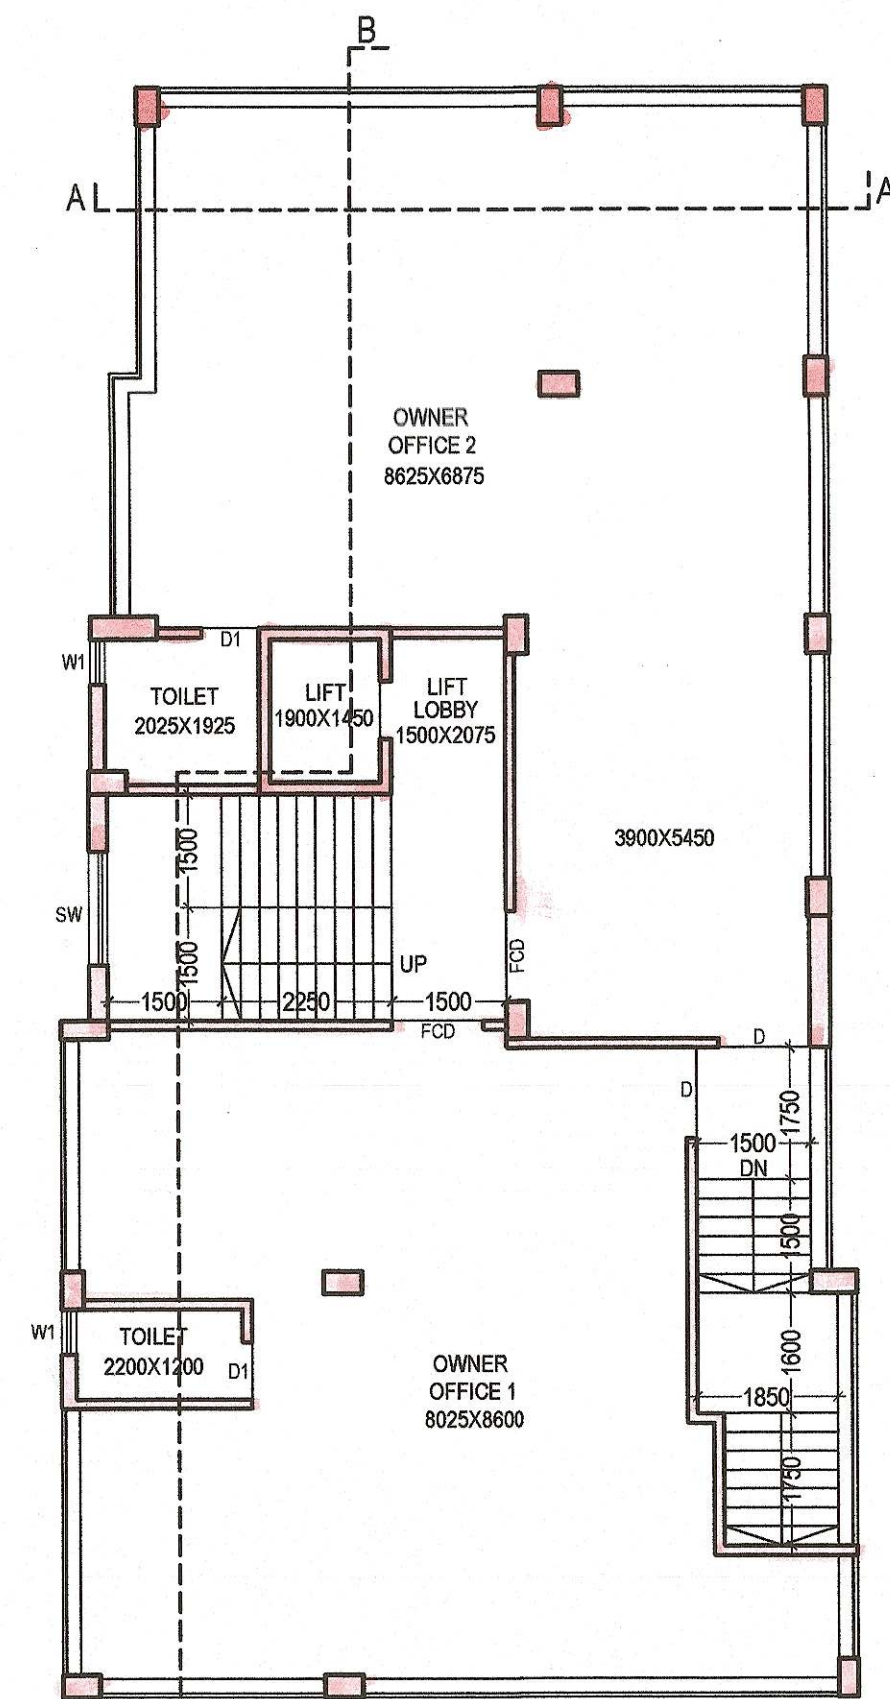 B
A
A
OWNER
OFFICE 2
8625X6875
D1
W1
TOILET
2025X1925
LIFT
1900X1450
LIFT
LOBBY
1500X2075
1500
3900X5450
SW
1500
UP
FCD
1500
2250
1500
FCD
D
D
1750
1500
DN
1500
W1
TOILET
2200X1200
D1
OWNER
OFFICE 1
8025X8600
1600
1850
1750